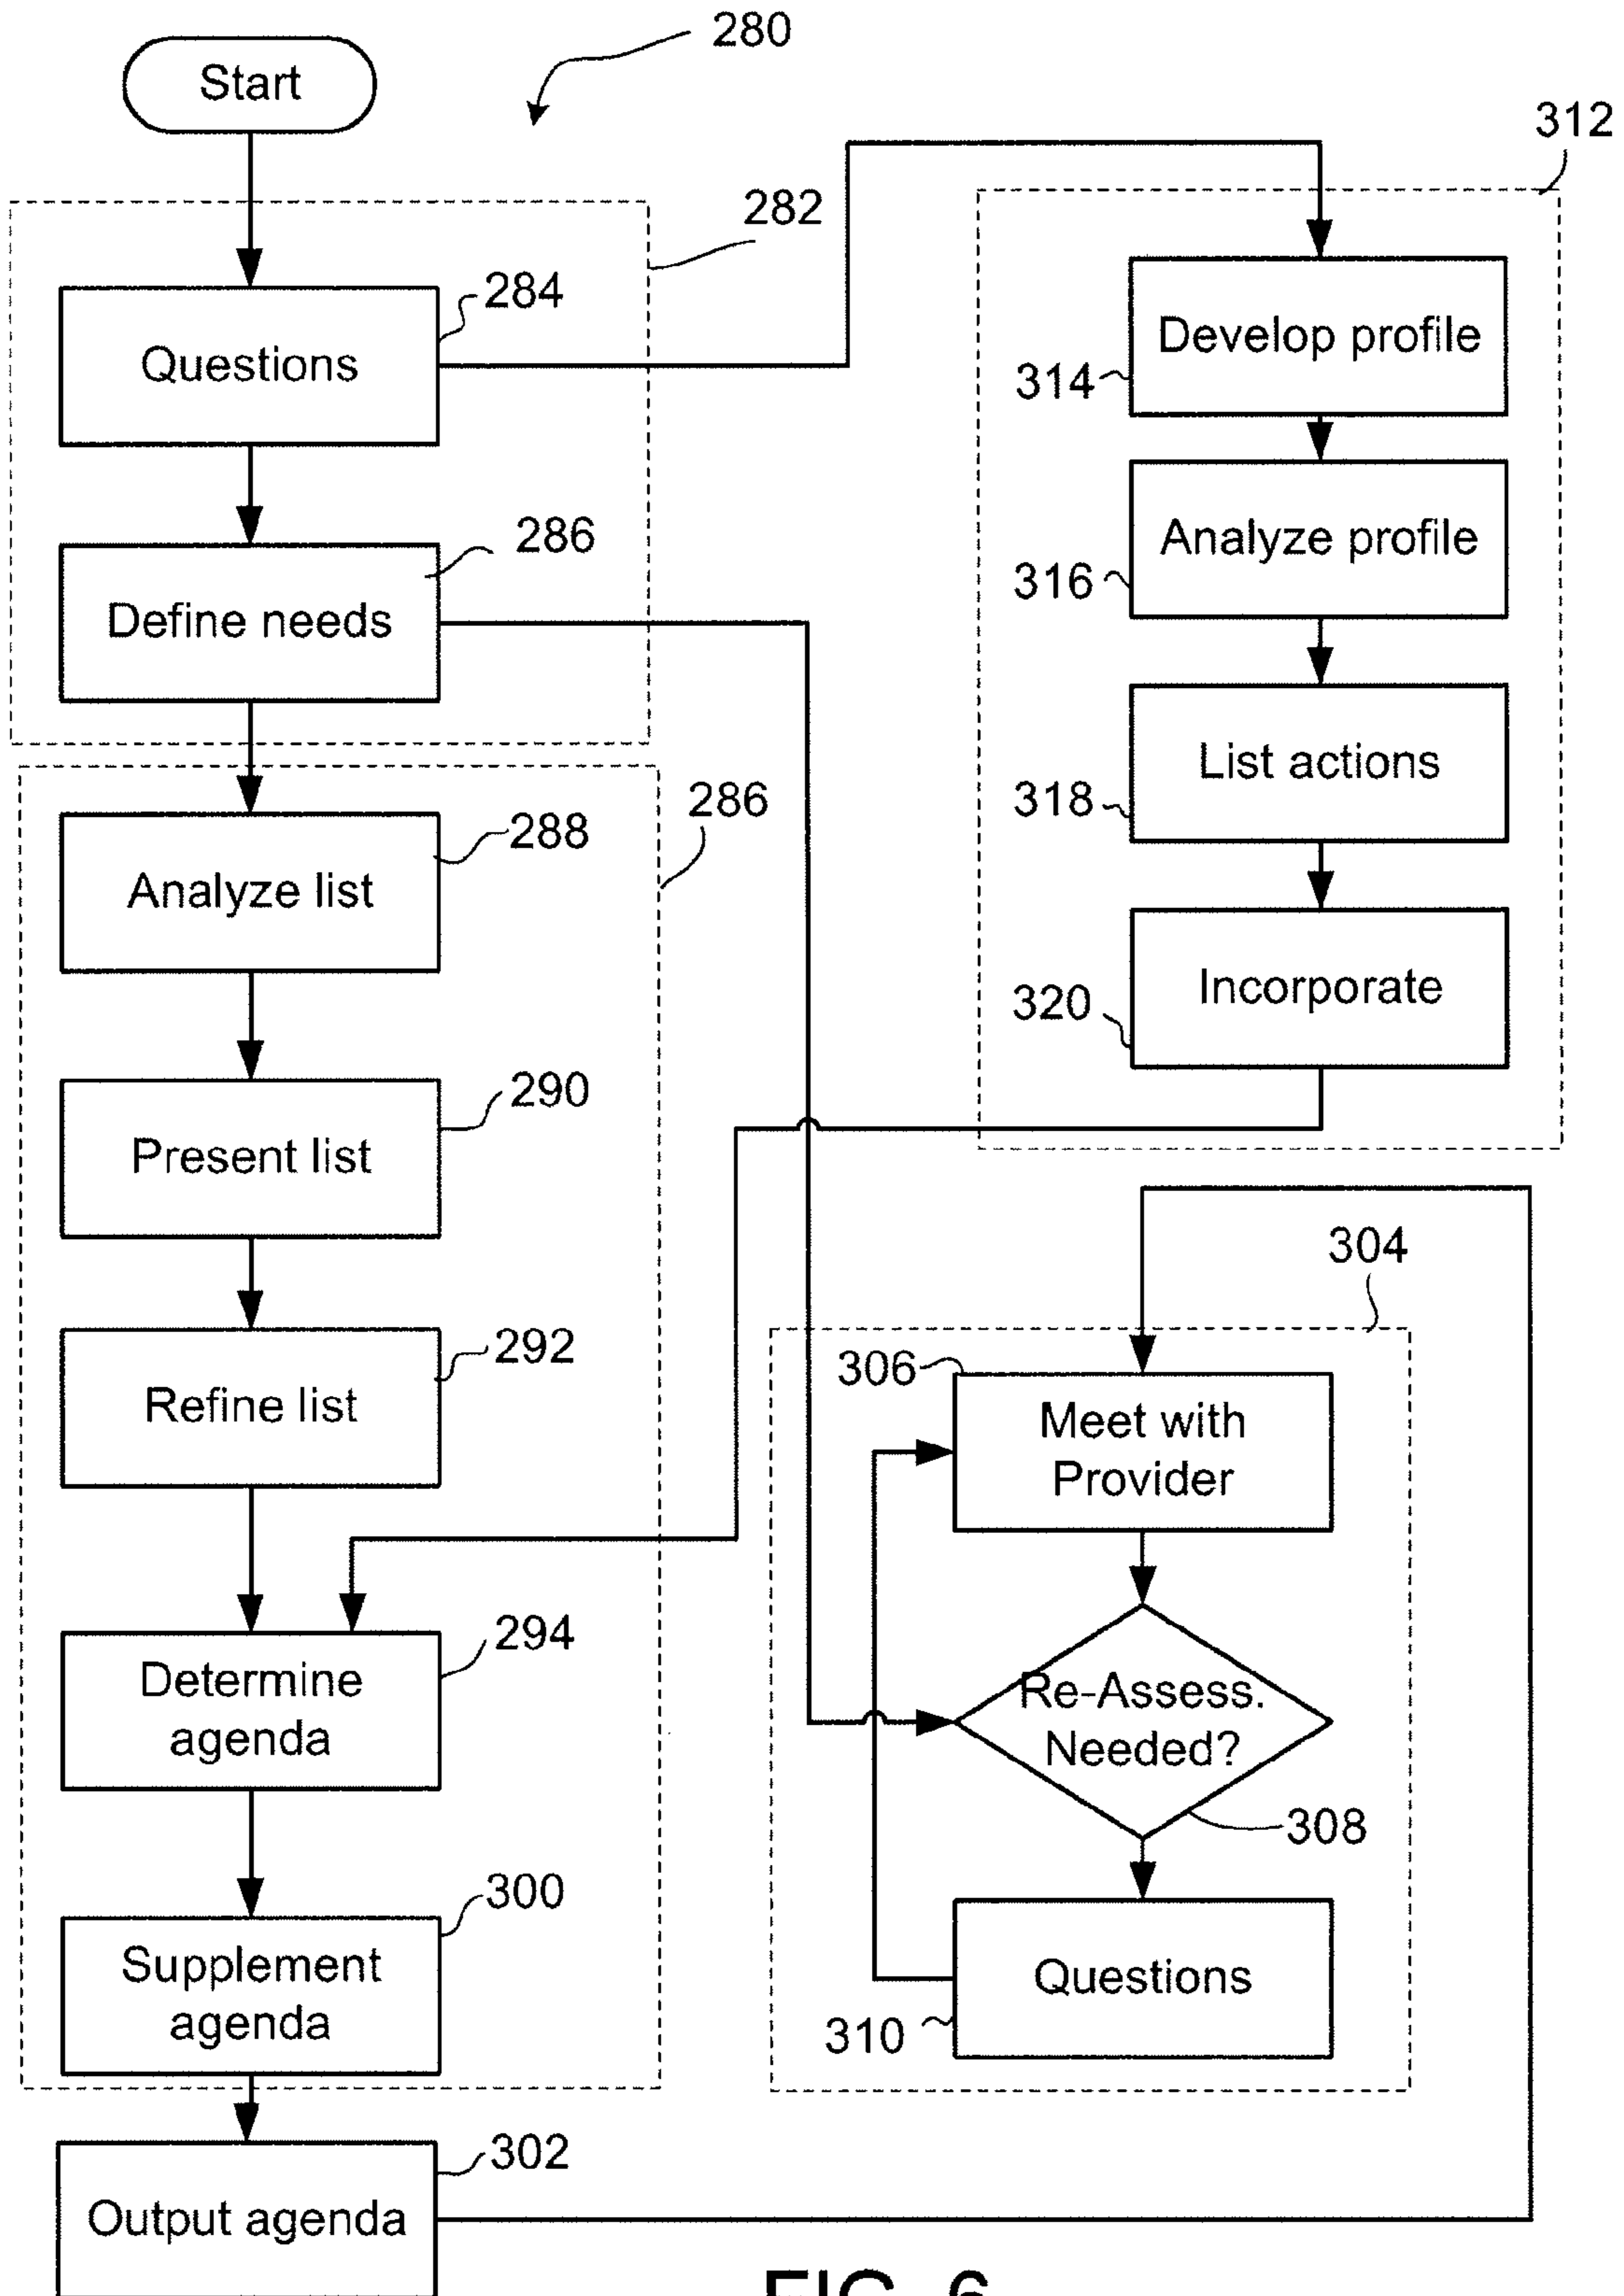 Start
280
282
284
Questions
286
Define needs
286
288
Analyze list
290
Present list
292
Refine list
294
Determine
agenda
300
Supplement
agenda
302
Output agenda
312
Develop profile
314
Analyze profile
316
List actions
318
Incorporate
320
304
306
Meet with
Provider
Re-Assess.
Needed?
308
Questions
310
FIG. 6